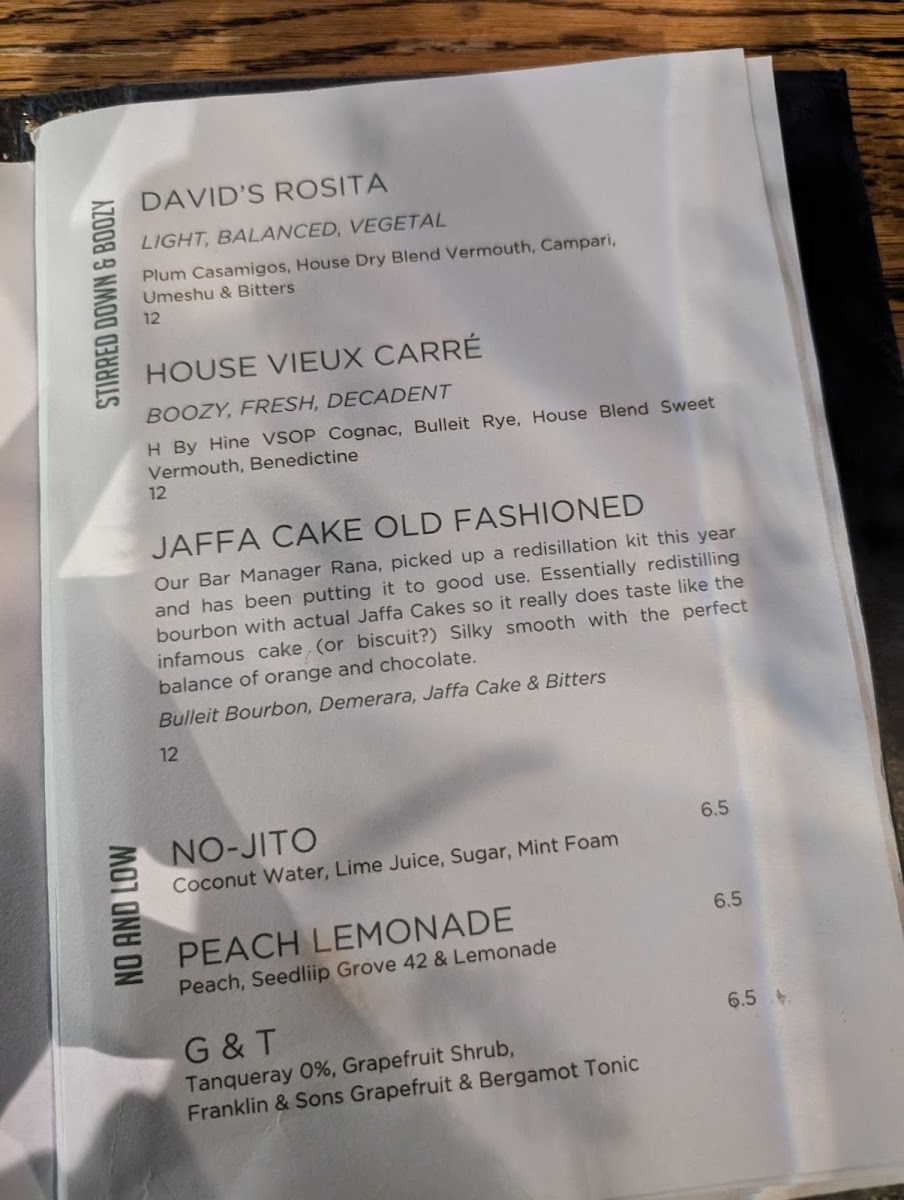 STIRRED DOWN & BOOZY
DAVID'S ROSITA
LIGHT, BALANCED, VEGETAL
Plum Casamigos, House Dry Blend Vermouth, Campari,
Umeshu & Bitters
12
HOUSE VIEUX CARRÉ
BOOZY, FRESH, DECADENT
H By Hine VSOP Cognac, Bulleit Rye, House Blend Sweet
Vermouth, Benedictine
12
JAFFA CAKE OLD FASHIONED
Our Bar Manager Rana, picked up a redisillation kit this year
and has been putting it to good use. Essentially redistilling
bourbon with actual Jaffa Cakes so it really does taste like the
infamous cake (or biscuit?) Silky smooth with the perfect
balance of orange and chocolate.
Bulleit Bourbon, Demerara, Jaffa Cake & Bitters
12
NO AND LOW
NO-JITO 6.5
Coconut Water, Lime Juice, Sugar, Mint Foam
PEACH LEMONADE 6.5
Peach, Seedliip Grove 42 & Lemonade
G & T 6.5
Tanqueray 0%, Grapefruit Shrub,
Franklin & Sons Grapefruit & Bergamot Tonic